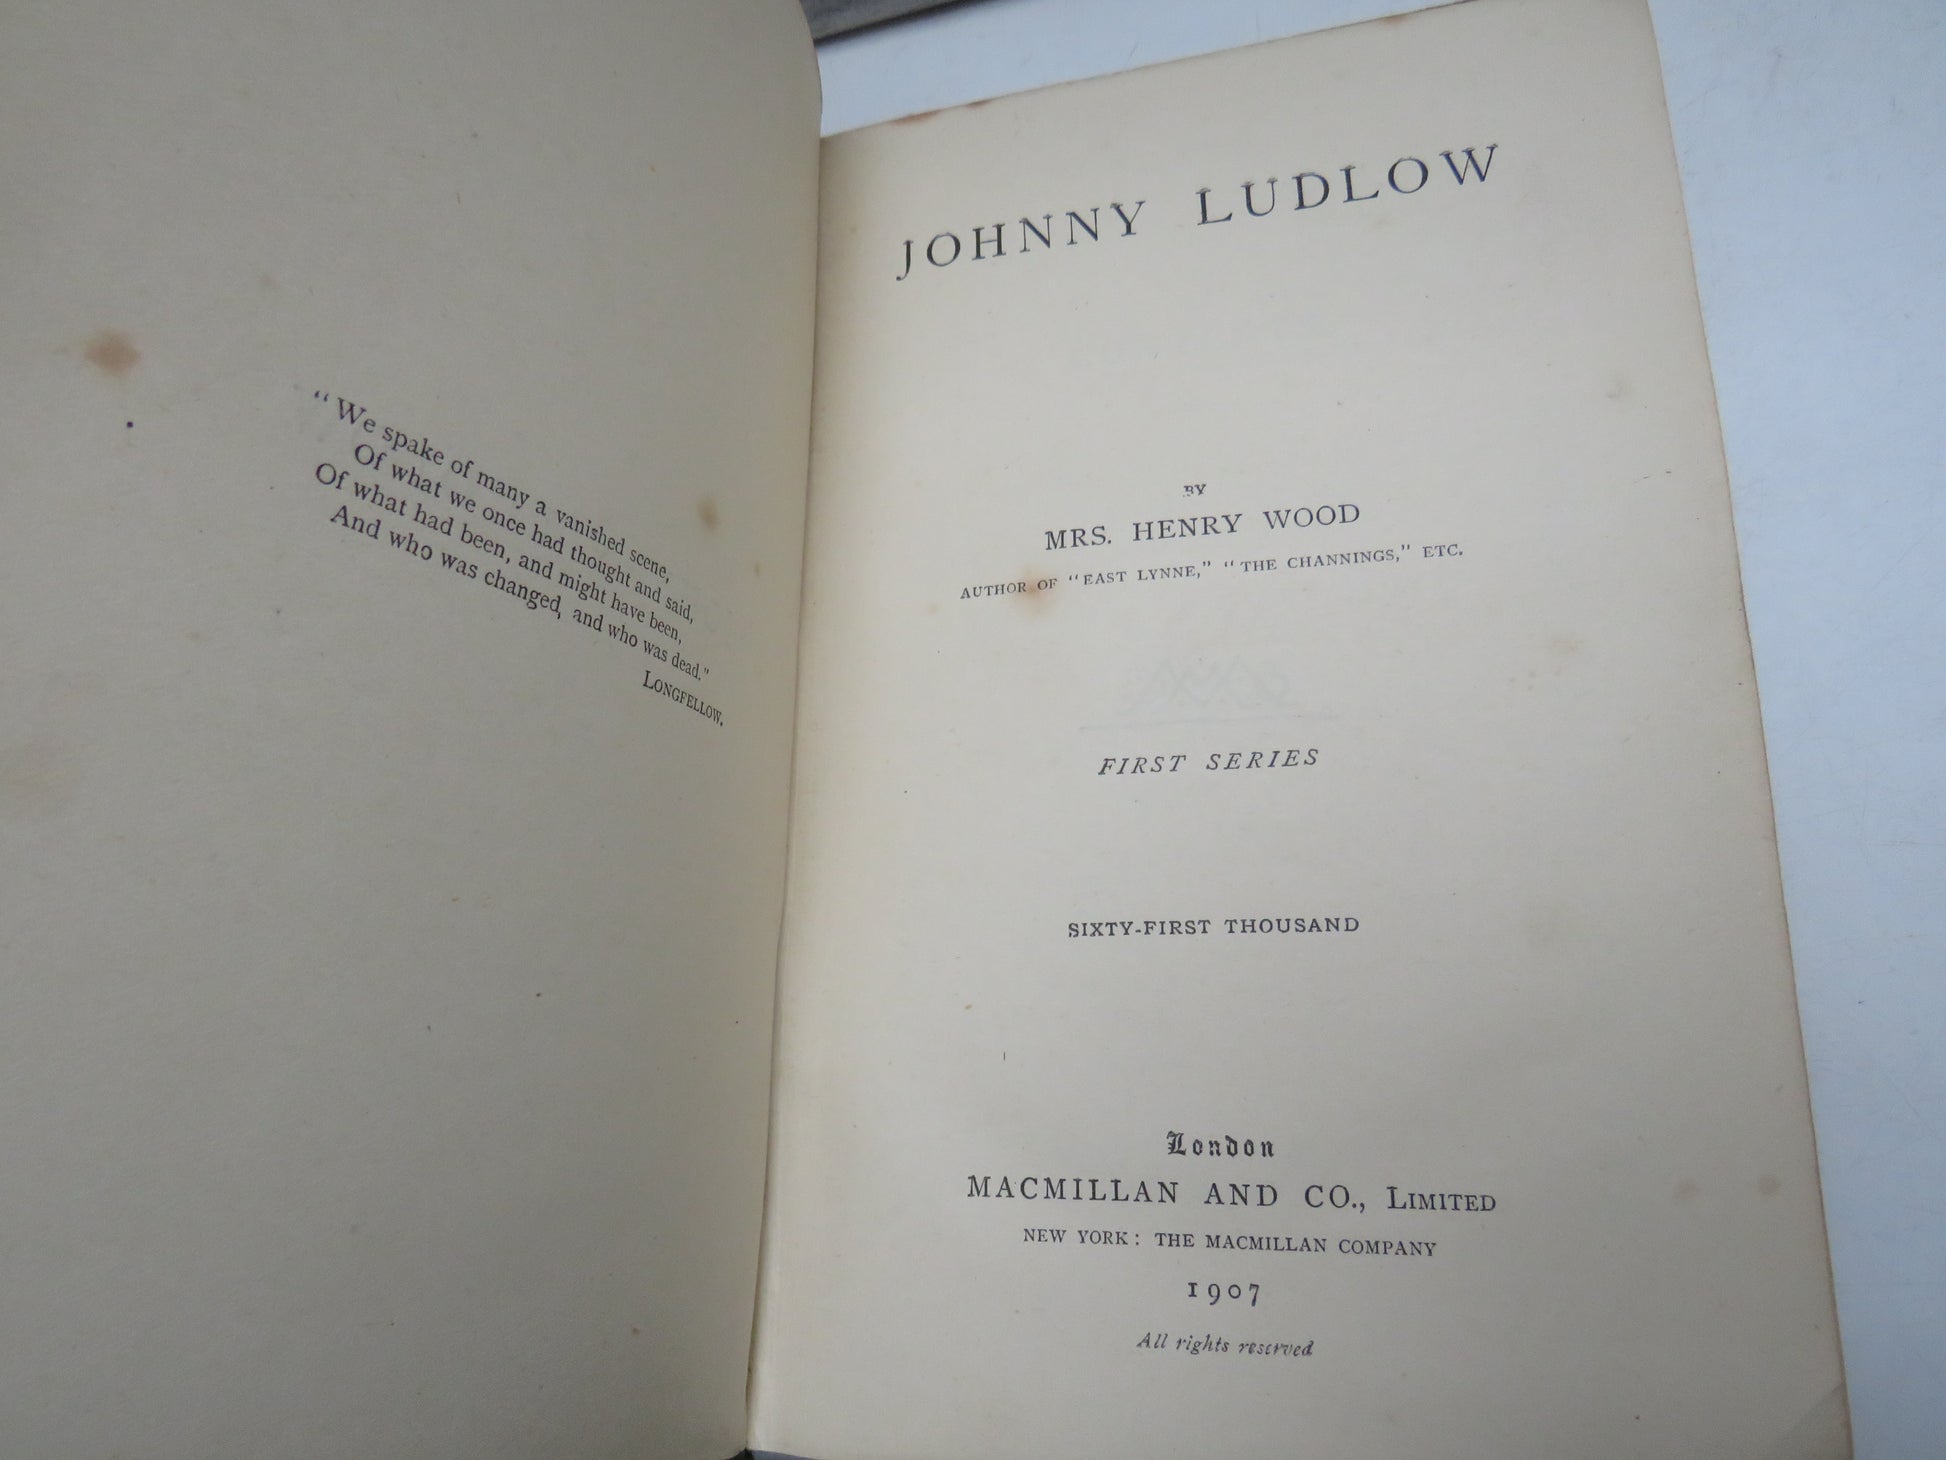 "We spake of many a vanished scene,
Of what we once had thought and said,
Of what had been, and might have been,
And who was changed, and who was dead."
LONGFELLOW.
JOHNNY LUDLOW
BY
MRS. HENRY WOOD
AUTHOR OF "EAST LYNNE," "THE CHANNINGS," ETC.
FIRST SERIES
SIXTY-FIRST THOUSAND
London
MACMILLAN AND CO., LIMITED
NEW YORK: THE MACMILLAN COMPANY
1907
All rights reserved